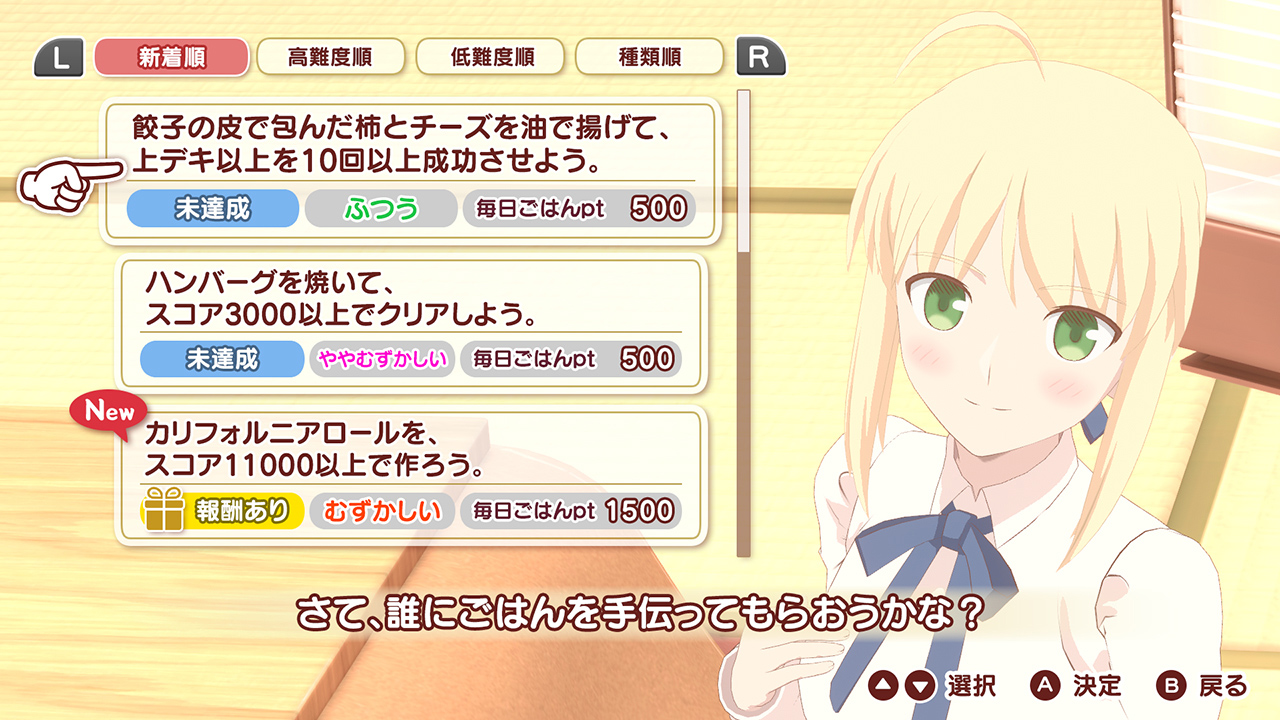 L 新着順 高難度順 低難度順 種類順 R
餃子の皮で包んだ柿とチーズを油で揚げて、
上デキ以上を10回以上成功させよう。
未達成 ふつう 毎日ごはんpt 500
ハンバーグを焼いて、
スコア3000以上でクリアしよう。
未達成 ややむずかしい 毎日ごはんpt 500
New
カリフォルニアロールを、
スコア11000以上で作ろう。
報酬あり むずかしい 毎日ごはんpt 1500
さて、誰にごはんを手伝ってもらおうかな？
選択 A 決定 B 戻る